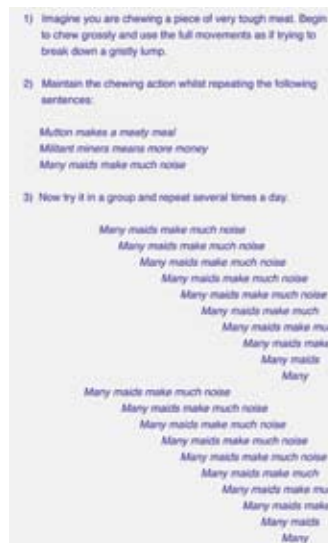 1) Imagine you are chewing a piece of very tough meat. Begin
to chew grossly and use the full movements as if trying to
break down a gristly lump.
2) Maintain the chewing action whilst repeating the following
sentences:
Mutton makes a meaty meal
Militant miners means more money
Many maids make much noise
3) Now try it in a group and repeat several times a day.
Many maids make much noise
Many maids make much noise
Many maids make much noise
Many maids make much noise
Many maids make much noise
Many maids make much
Many maids make mu
Many maids make
Many maids
Many
Many maids make much noise
Many maids make much noise
Many maids make much noise
Many maids make much noise
Many maids make much noise
Many maids make much
Many maids make mu
Many maids make
Many maids
Many